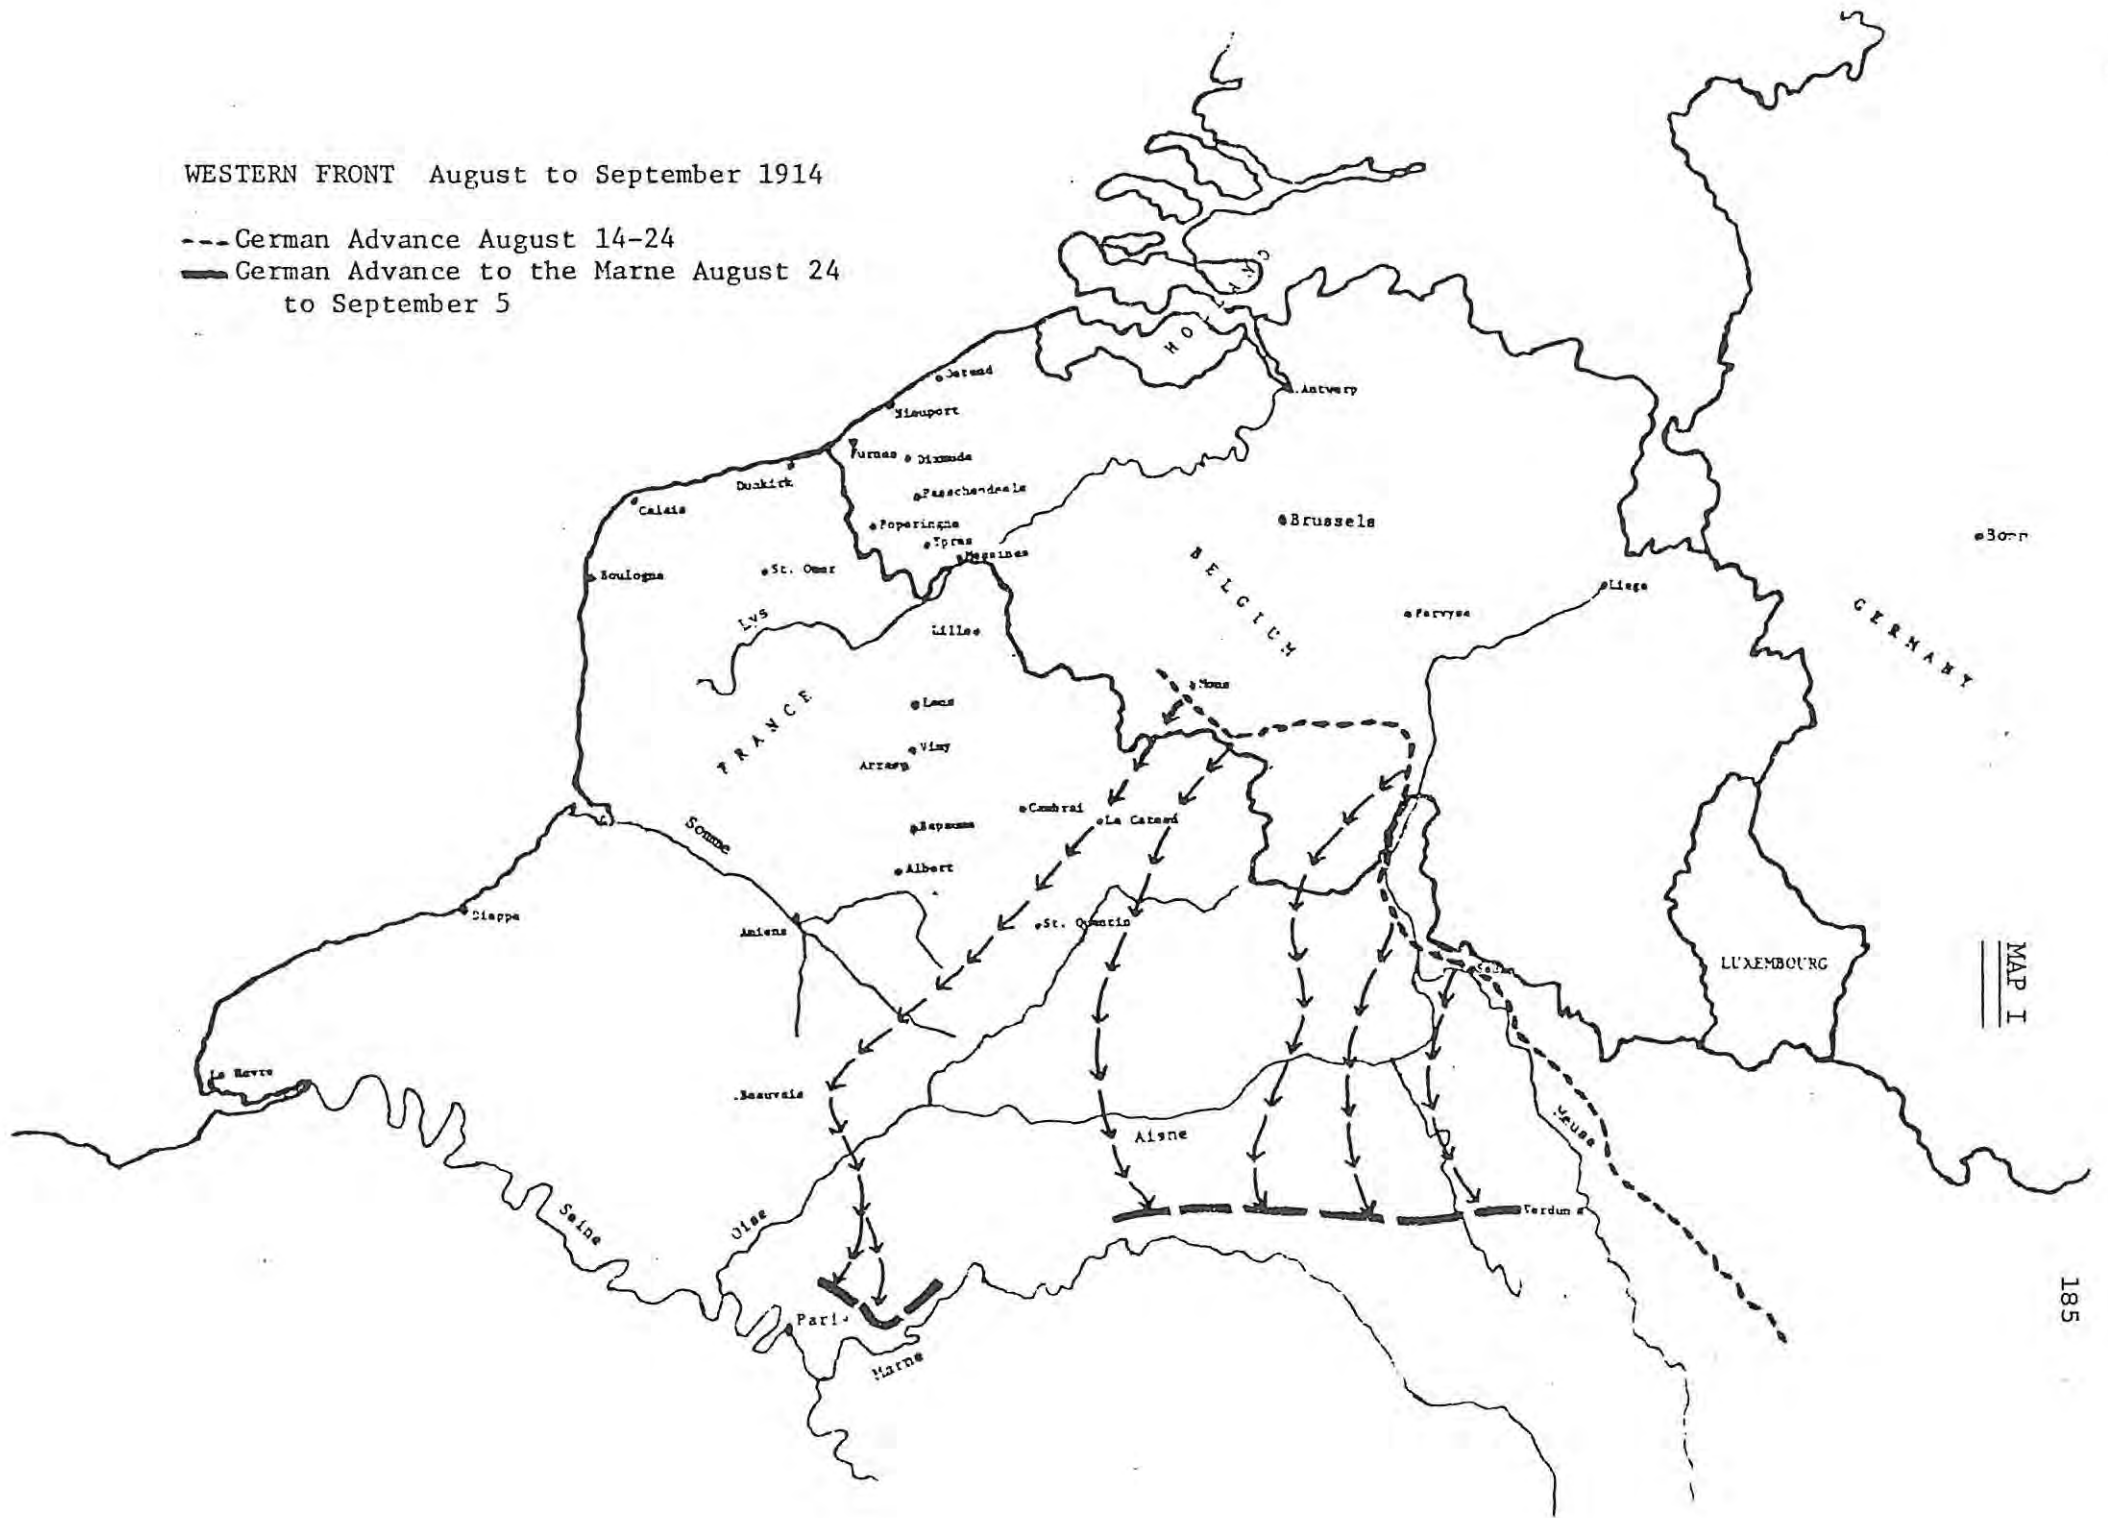 WESTERN FRONT August to September 1914
---German Advance August 14-24
German Advance to the Marne August 24
to September 5
HOLLAND
Ostend
Nieuport
Antwerp
Furnes
Dixmude
Dunkirk
Calais
Passchendaele
Poperinghe
Brussels
Ypres
Messines
Bonn
St. Omer
Boulogne
BELGIUM
Liege
Pervyse
GERMANY
Lys
Lille
Mons
Lens
FRANCE
Vimy
Arras
Cambrai
Le Cateau
Somme
Bapaume
Albert
Dieppe
St. Quentin
Amiens
LUXEMBOURG
MAP I
Sedan
Le Havre
Beauvais
Aisne
Meuse
Seine
Oise
Verdun
185
Paris
Marne